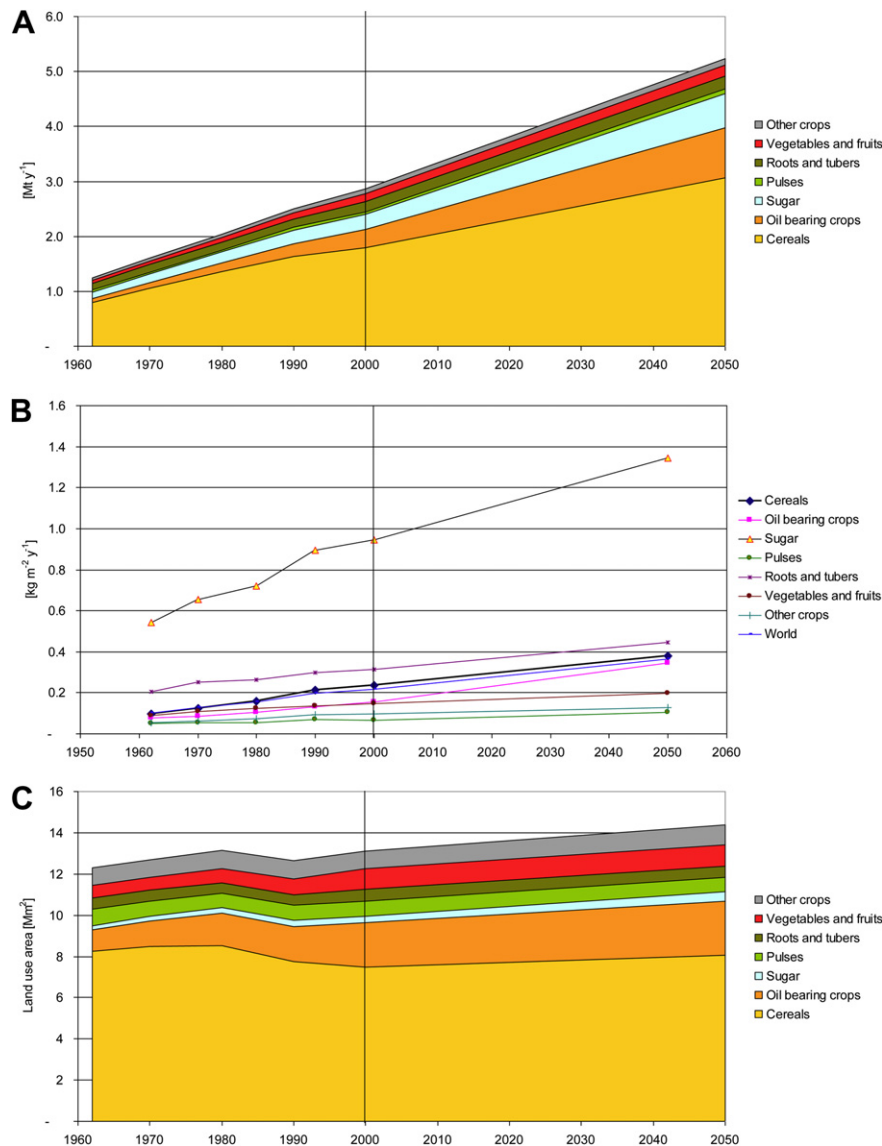 A
6.0
5.0
4.0
3.0
2.0
1.0
-
[Mt y⁻¹]
1960 1970 1980 1990 2000 2010 2020 2030 2040 2050
Other crops
Vegetables and fruits
Roots and tubers
Pulses
Sugar
Oil bearing crops
Cereals
B
1.6
1.4
1.2
1.0
0.8
0.6
0.4
0.2
-
[kg m⁻² y⁻¹]
1950 1960 1970 1980 1990 2000 2010 2020 2030 2040 2050 2060
Cereals
Oil bearing crops
Sugar
Pulses
Roots and tubers
Vegetables and fruits
Other crops
World
C
16
14
12
10
8
6
4
2
-
Land use area [Mm²]
1960 1970 1980 1990 2000 2010 2020 2030 2040 2050
Other crops
Vegetables and fruits
Roots and tubers
Pulses
Sugar
Oil bearing crops
Cereals